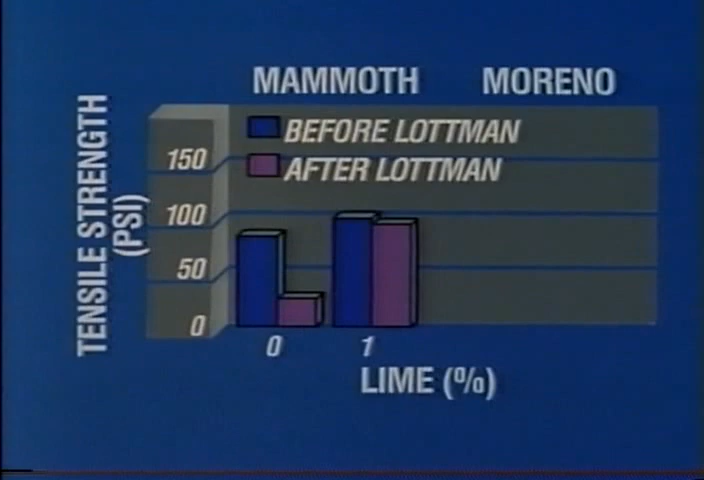 MAMMOTH MORENO
BEFORE LOTTMAN
AFTER LOTTMAN
TENSILE STRENGTH
(PSI)
150
100
50
0
0 1
LIME (%)